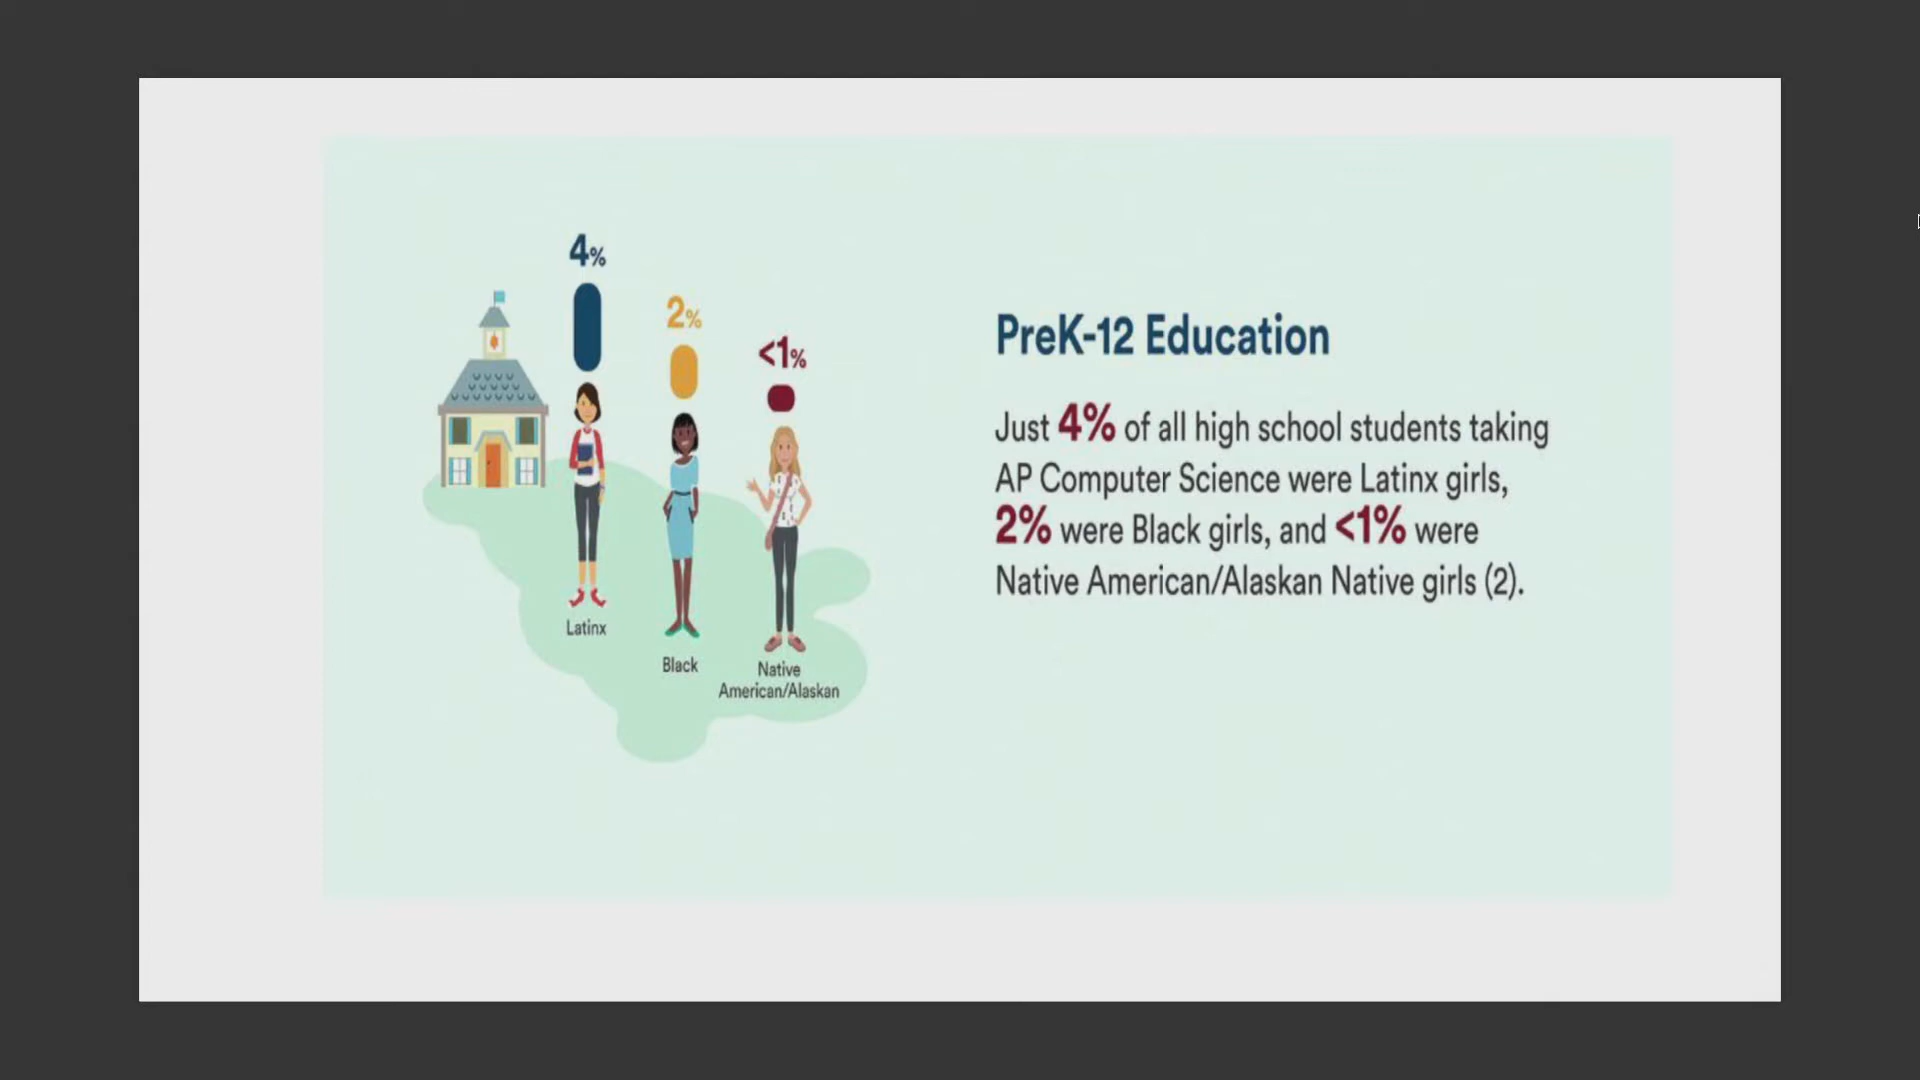 4%
2%
<1%
Latinx
Black
Native
American/Alaskan
PreK-12 Education
Just 4% of all high school students taking
AP Computer Science were Latinx girls,
2% were Black girls, and <1% were
Native American/Alaskan Native girls (2).